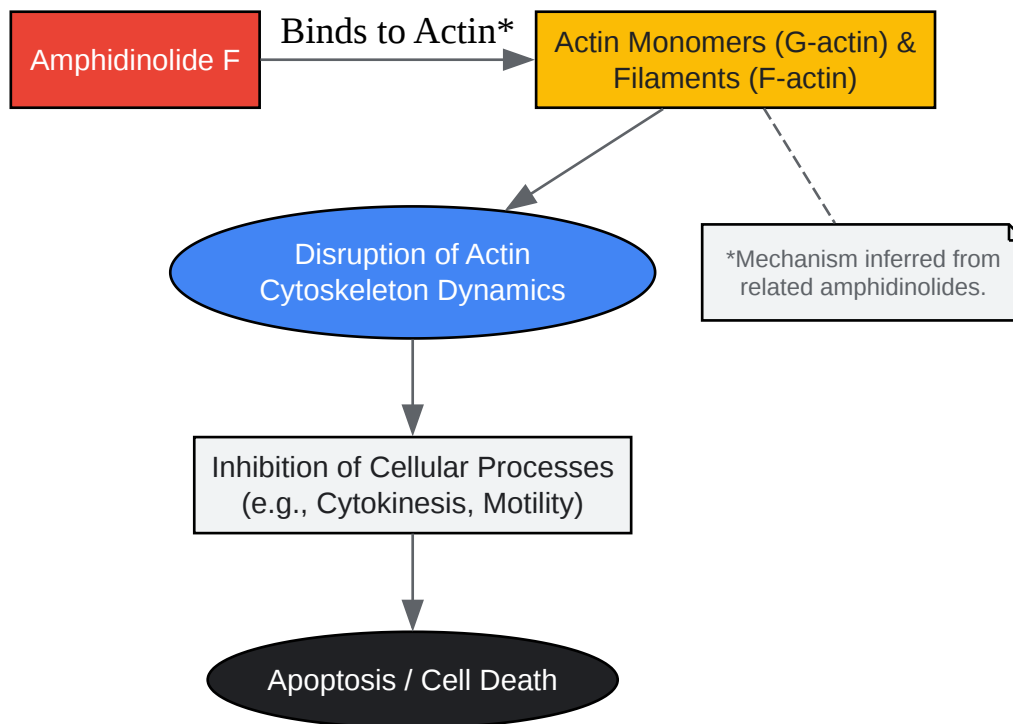 Amphidinolide F
Binds to Actin*
Actin Monomers (G-actin) &
Filaments (F-actin)
Disruption of Actin
Cytoskeleton Dynamics
*Mechanism inferred from
related amphidinolides.
Inhibition of Cellular Processes
(e.g., Cytokinesis, Motility)
Apoptosis / Cell Death